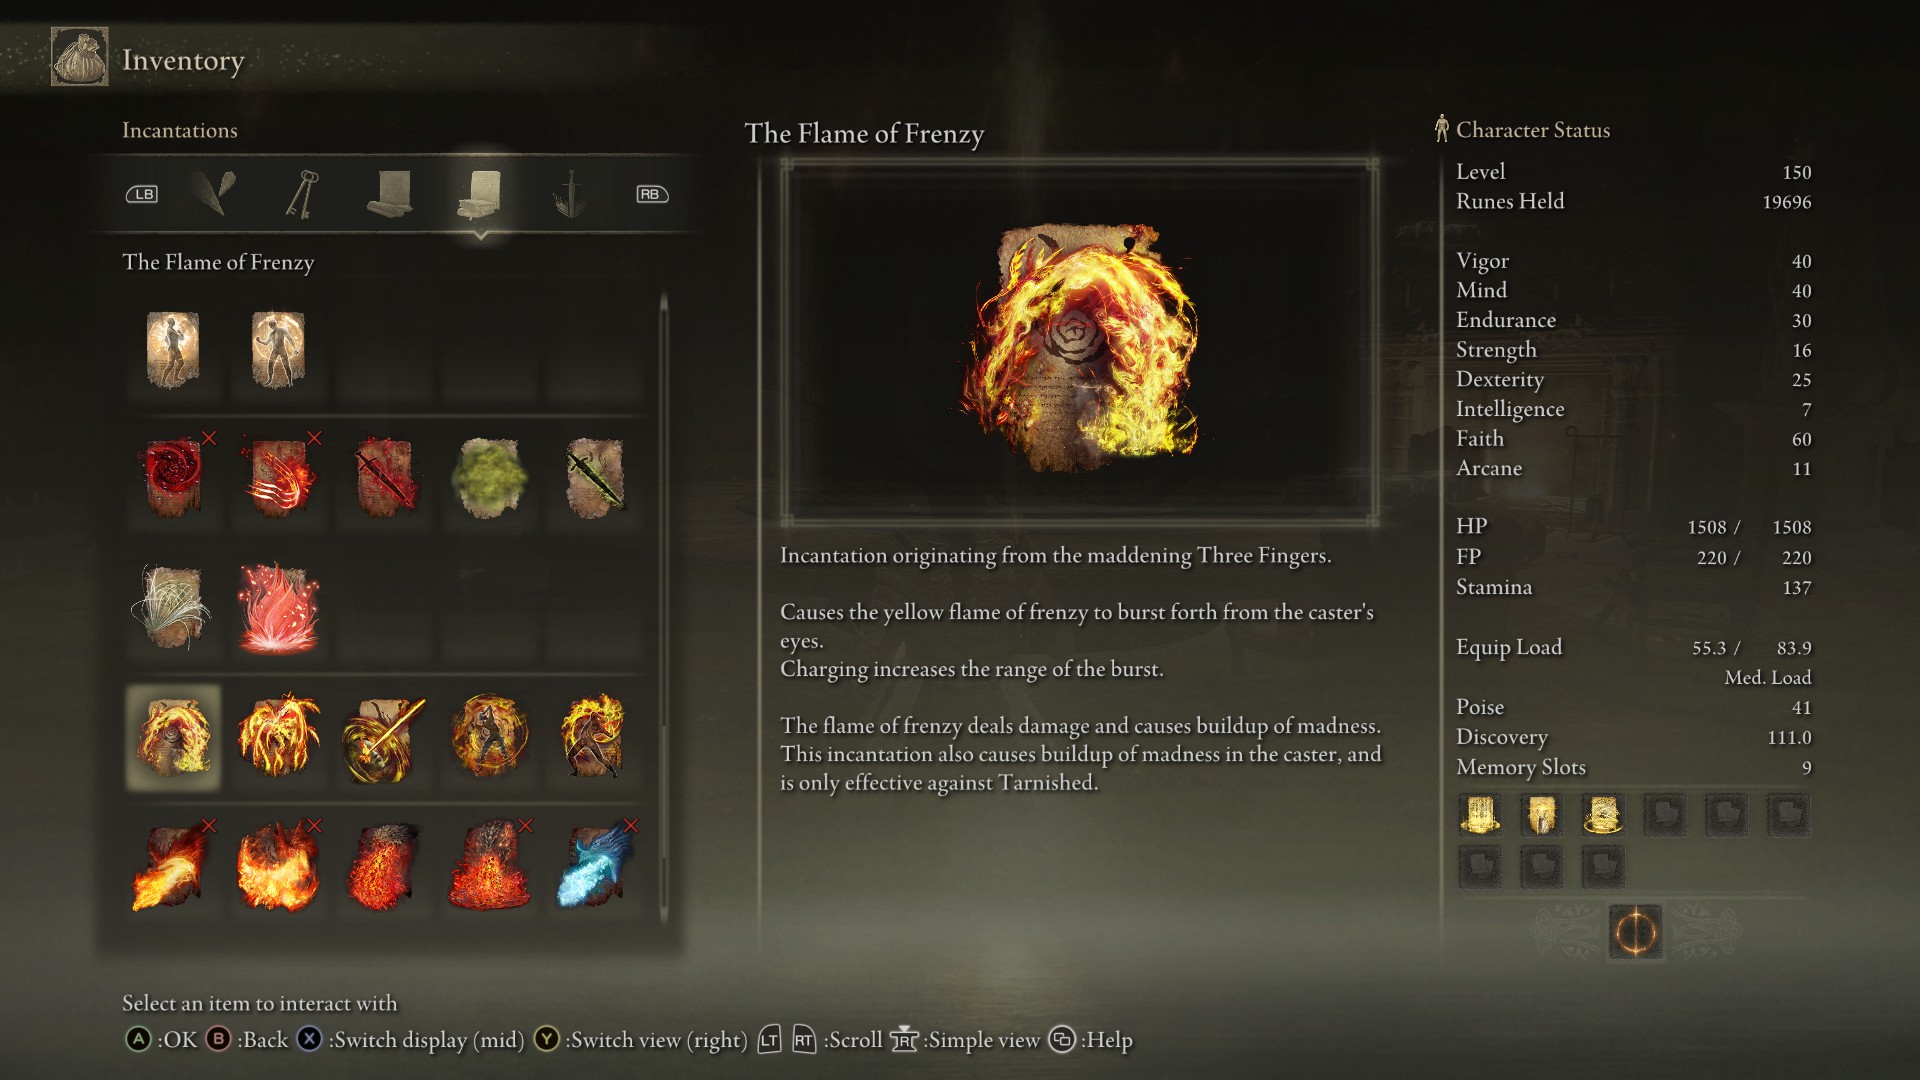 Inventory
Incantations
LB
RB
The Flame of Frenzy
The Flame of Frenzy
Incantation originating from the maddening Three Fingers.
Causes the yellow flame of frenzy to burst forth from the caster's
eyes.
Charging increases the range of the burst.
The flame of frenzy deals damage and causes buildup of madness.
This incantation also causes buildup of madness in the caster, and
is only effective against Tarnished.
Character Status
Level 150
Runes Held 19696
Vigor 40
Mind 40
Endurance 30
Strength 16
Dexterity 25
Intelligence 7
Faith 60
Arcane 11
HP 1508 / 1508
FP 220 / 220
Stamina 137
Equip Load 55.3 / 83.9
Med. Load
Poise 41
Discovery 111.0
Memory Slots 9
Select an item to interact with
A :OK B :Back X :Switch display (mid) Y :Switch view (right) LT RT :Scroll R :Simple view :Help